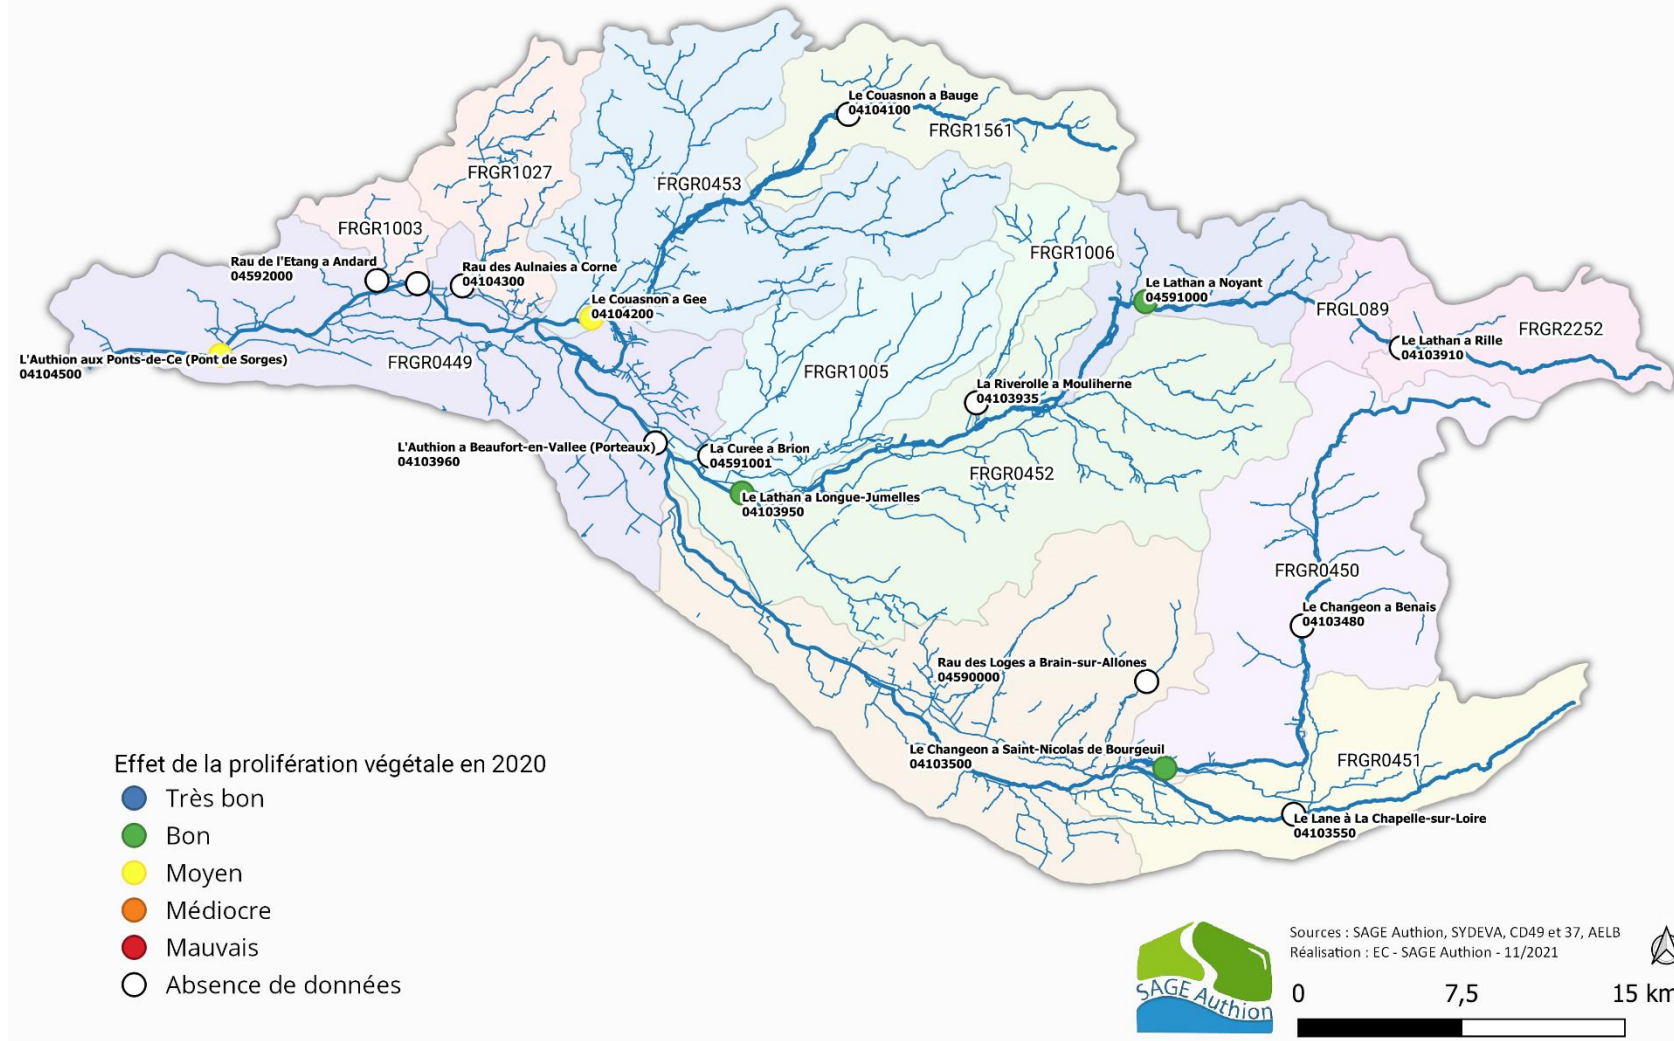 Le Couasnon a Bauge
04104100
FRGR1561
FRGR1027
FRGR0453
FRGR1003
FRGR1006
Rau de l'Etang a Andard
04592000
Rau des Aulnaies a Corne
04104300
Le Couasnon a Gee
04104200
Le Lathan a Noyant
04591000
FRGL089
FRGR2252
Le Lathan a Rille
04103910
L'Authion aux Ponts-de-Ce (Pont de Sorges)
04104500
FRGR0449
FRGR1005
La Riverolle a Mouliherne
04103935
L'Authion a Beaufort-en-Vallee (Porteaux)
04103960
La Curee a Brion
04591001
FRGR0452
Le Lathan a Longue-Jumelles
04103950
FRGR0450
Le Changeon a Benais
04103480
Rau des Loges a Brain-sur-Allones
04590000
Le Changeon a Saint-Nicolas de Bourgeuil
04103500
FRGR0451
Le Lane à La Chapelle-sur-Loire
04103550
Effet de la prolifération végétale en 2020
Très bon
Bon
Moyen
Médiocre
Mauvais
Absence de données
SAGE Authion
Sources : SAGE Authion, SYDEVA, CD49 et 37, AELB
Réalisation : EC - SAGE Authion - 11/2021
0 7,5 15 km